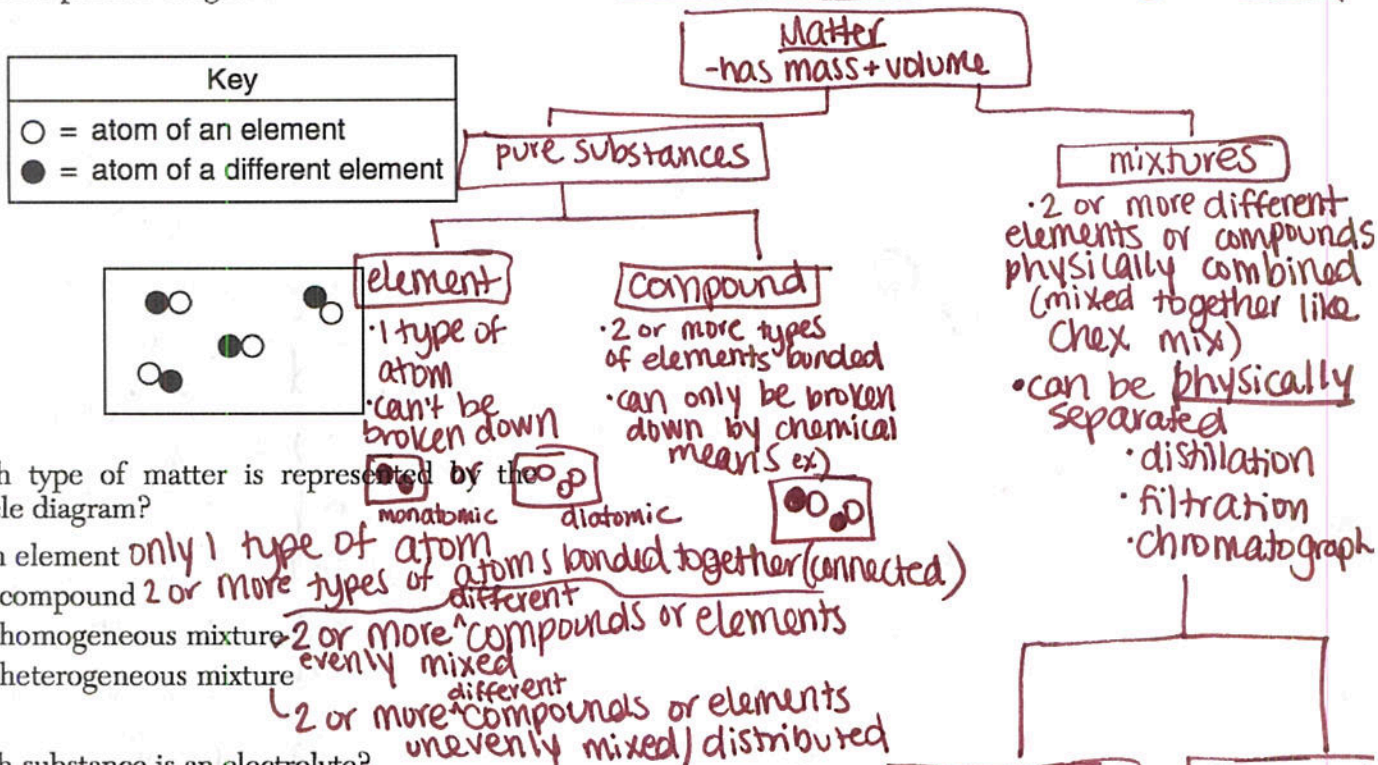 Matter
-has mass+volume
Key
= atom of an element
= atom of a different element
pure substances
mixtures
element
compound
•1 type of
atom
•can't be
broken down
monatomic
diatomic
•2 or more types
of elements bonded
•can only be broken
down by chemical
means ex)
•2 or more different
elements or compounds
physically combined
(mixed together like
Chex mix)
•can be physically
separated
•distillation
•filtration
•chromatograph
type of matter is represented by the
diagram?
element only 1 type of atom
compound 2 or more types of atoms bonded together (connected)
different
homogeneous mixture 2 or more ^ compounds or elements
evenly mixed
heterogeneous mixture
different
2 or more ^ compounds or elements
unevenly mixed/distributed
substance is an electrolyte?